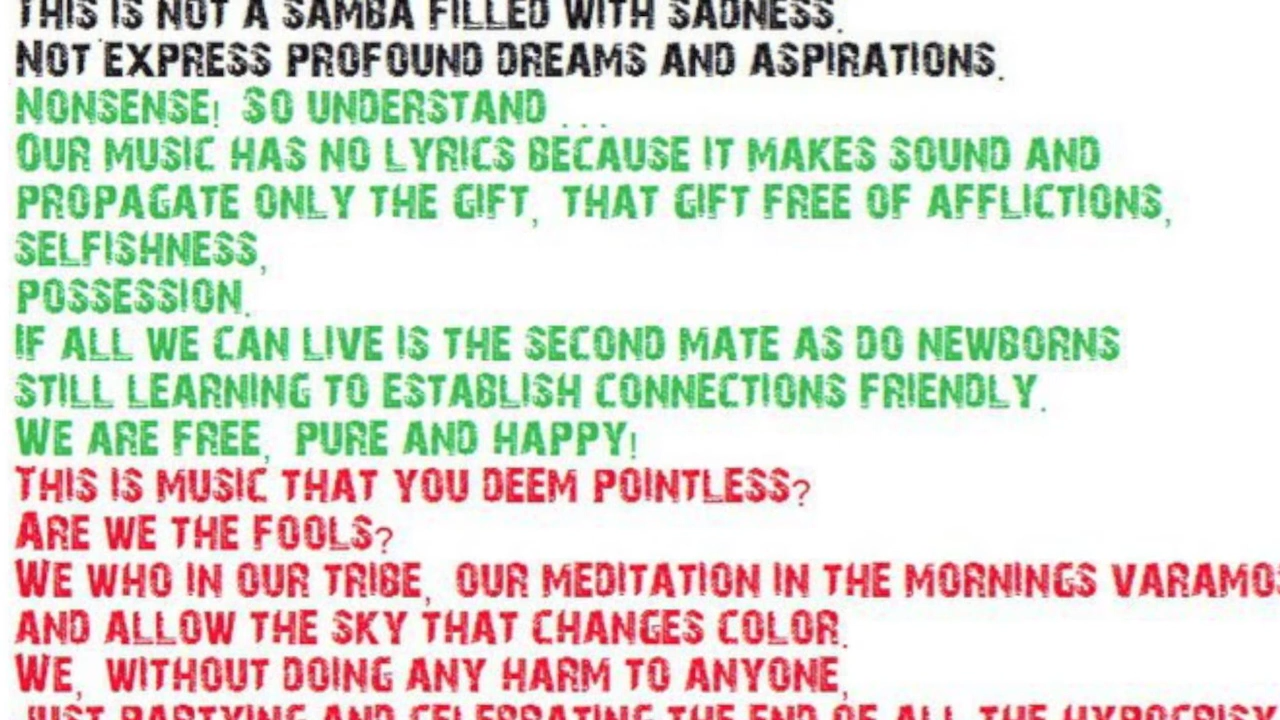 THIS IS NOT A SAMBA FILLED WITH SADNESS.
NOT EXPRESS PROFOUND DREAMS AND ASPIRATIONS.
NONSENSE! SO UNDERSTAND ...
OUR MUSIC HAS NO LYRICS BECAUSE IT MAKES SOUND AND
PROPAGATE ONLY THE GIFT, THAT GIFT FREE OF AFFLICTIONS,
SELFISHNESS,
POSSESSION.
IF ALL WE CAN LIVE IS THE SECOND MATE AS DO NEWBORNS
STILL LEARNING TO ESTABLISH CONNECTIONS FRIENDLY.
WE ARE FREE, PURE AND HAPPY!
THIS IS MUSIC THAT YOU DEEM POINTLESS?
ARE WE THE FOOLS?
WE WHO IN OUR TRIBE, OUR MEDITATION IN THE MORNINGS VARAMOS
AND ALLOW THE SKY THAT CHANGES COLOR.
WE, WITHOUT DOING ANY HARM TO ANYONE,
JUST PARTYING AND CELEBRATING THE END OF ALL THE HYPOCRISY